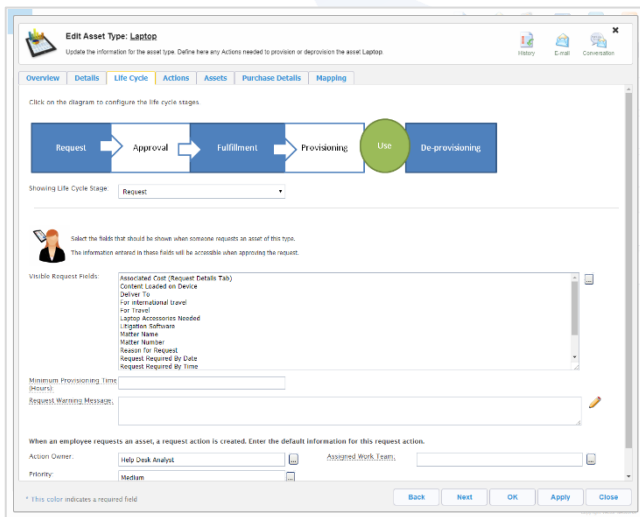 Edit Asset Type: Laptop
Update the information for the asset type. Define here any Actions needed to provision or deprovision the asset Laptop.
History E-mail Conversation
Overview Details Life Cycle Actions Assets Purchase Details Mapping
Click on the diagram to configure the life cycle stages
Request Approval Fulfillment Provisioning Use De-provisioning
Showing Life Cycle Stage: Request
Select the fields that should be shown when someone requests an asset of this type.
The information entered in these fields will be accessible when approving the request.
Visible Request Fields:
Associated Cost (Request Details Tab)
Content Loaded on Device
Deliver To
For international travel
For Travel
Laptop Accessories Needed
Litigation Software
Matter Name
Matter Number
Reason for Request
Request Required By Date
Request Required By Time
Minimum Provisioning Time
(Hours):
Request Warning Message:
When an employee requests an asset, a request action is created. Enter the default information for this request action.
Action Owner: Help Desk Analyst Assigned Work Team:
Priority: Medium
* This color indicates a required field
Back Next OK Apply Close